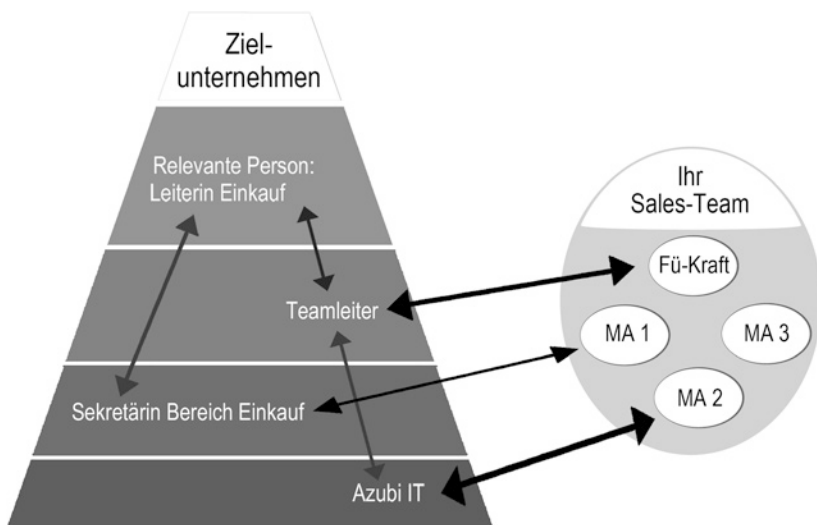 Ziel-
unternehmen
Relevante Person:
Leiterin Einkauf
Teamleiter
Sekretärin Bereich Einkauf
Azubi IT
Ihr
Sales-Team
Fü-Kraft
MA 1
MA 3
MA 2